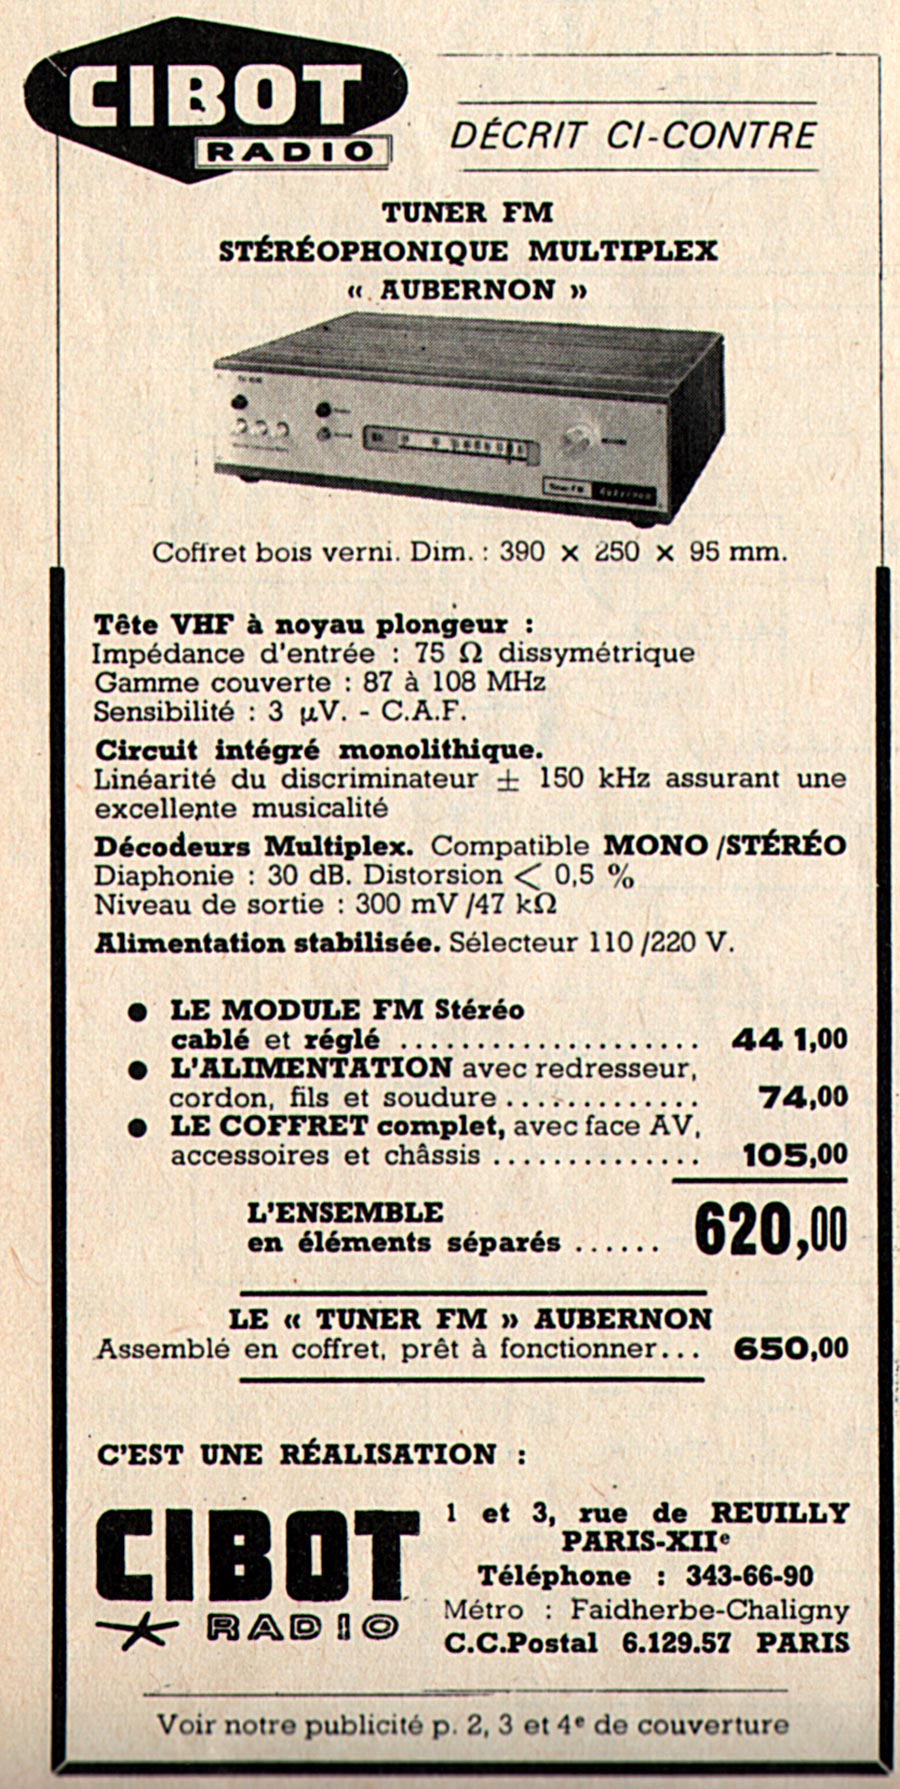 CIBOT
RADIO
DÉCRIT CI-CONTRE
TUNER FM
STÉRÉOPHONIQUE MULTIPLEX
« AUBERNON »
Tuner FM Aubernon
Coffret bois verni. Dim. : 390 × 250 × 95 mm.
Tête VHF à noyau plongeur :
Impédance d'entrée : 75 Ω dissymétrique
Gamme couverte : 87 à 108 MHz
Sensibilité : 3 µV. - C.A.F.
Circuit intégré monolithique.
Linéarité du discriminateur ± 150 kHz assurant une
excellente musicalité
Décodeurs Multiplex. Compatible MONO/STÉRÉO
Diaphonie : 30 dB. Distorsion < 0,5 %
Niveau de sortie : 300 mV/47 kΩ
Alimentation stabilisée. Sélecteur 110/220 V.
● LE MODULE FM Stéréo
cablé et réglé .................... 441,00
● L'ALIMENTATION avec redresseur,
cordon, fils et soudure ............. 74,00
● LE COFFRET complet, avec face AV,
accessoires et châssis .............. 105,00
L'ENSEMBLE
en éléments séparés ...... 620,00
LE « TUNER FM » AUBERNON
Assemblé en coffret, prêt à fonctionner... 650,00
C'EST UNE RÉALISATION :
CIBOT
RADIO
1 et 3, rue de REUILLY
PARIS-XIIe
Téléphone : 343-66-90
Métro : Faidherbe-Chaligny
C.C.Postal 6.129.57 PARIS
Voir notre publicité p. 2, 3 et 4e de couverture